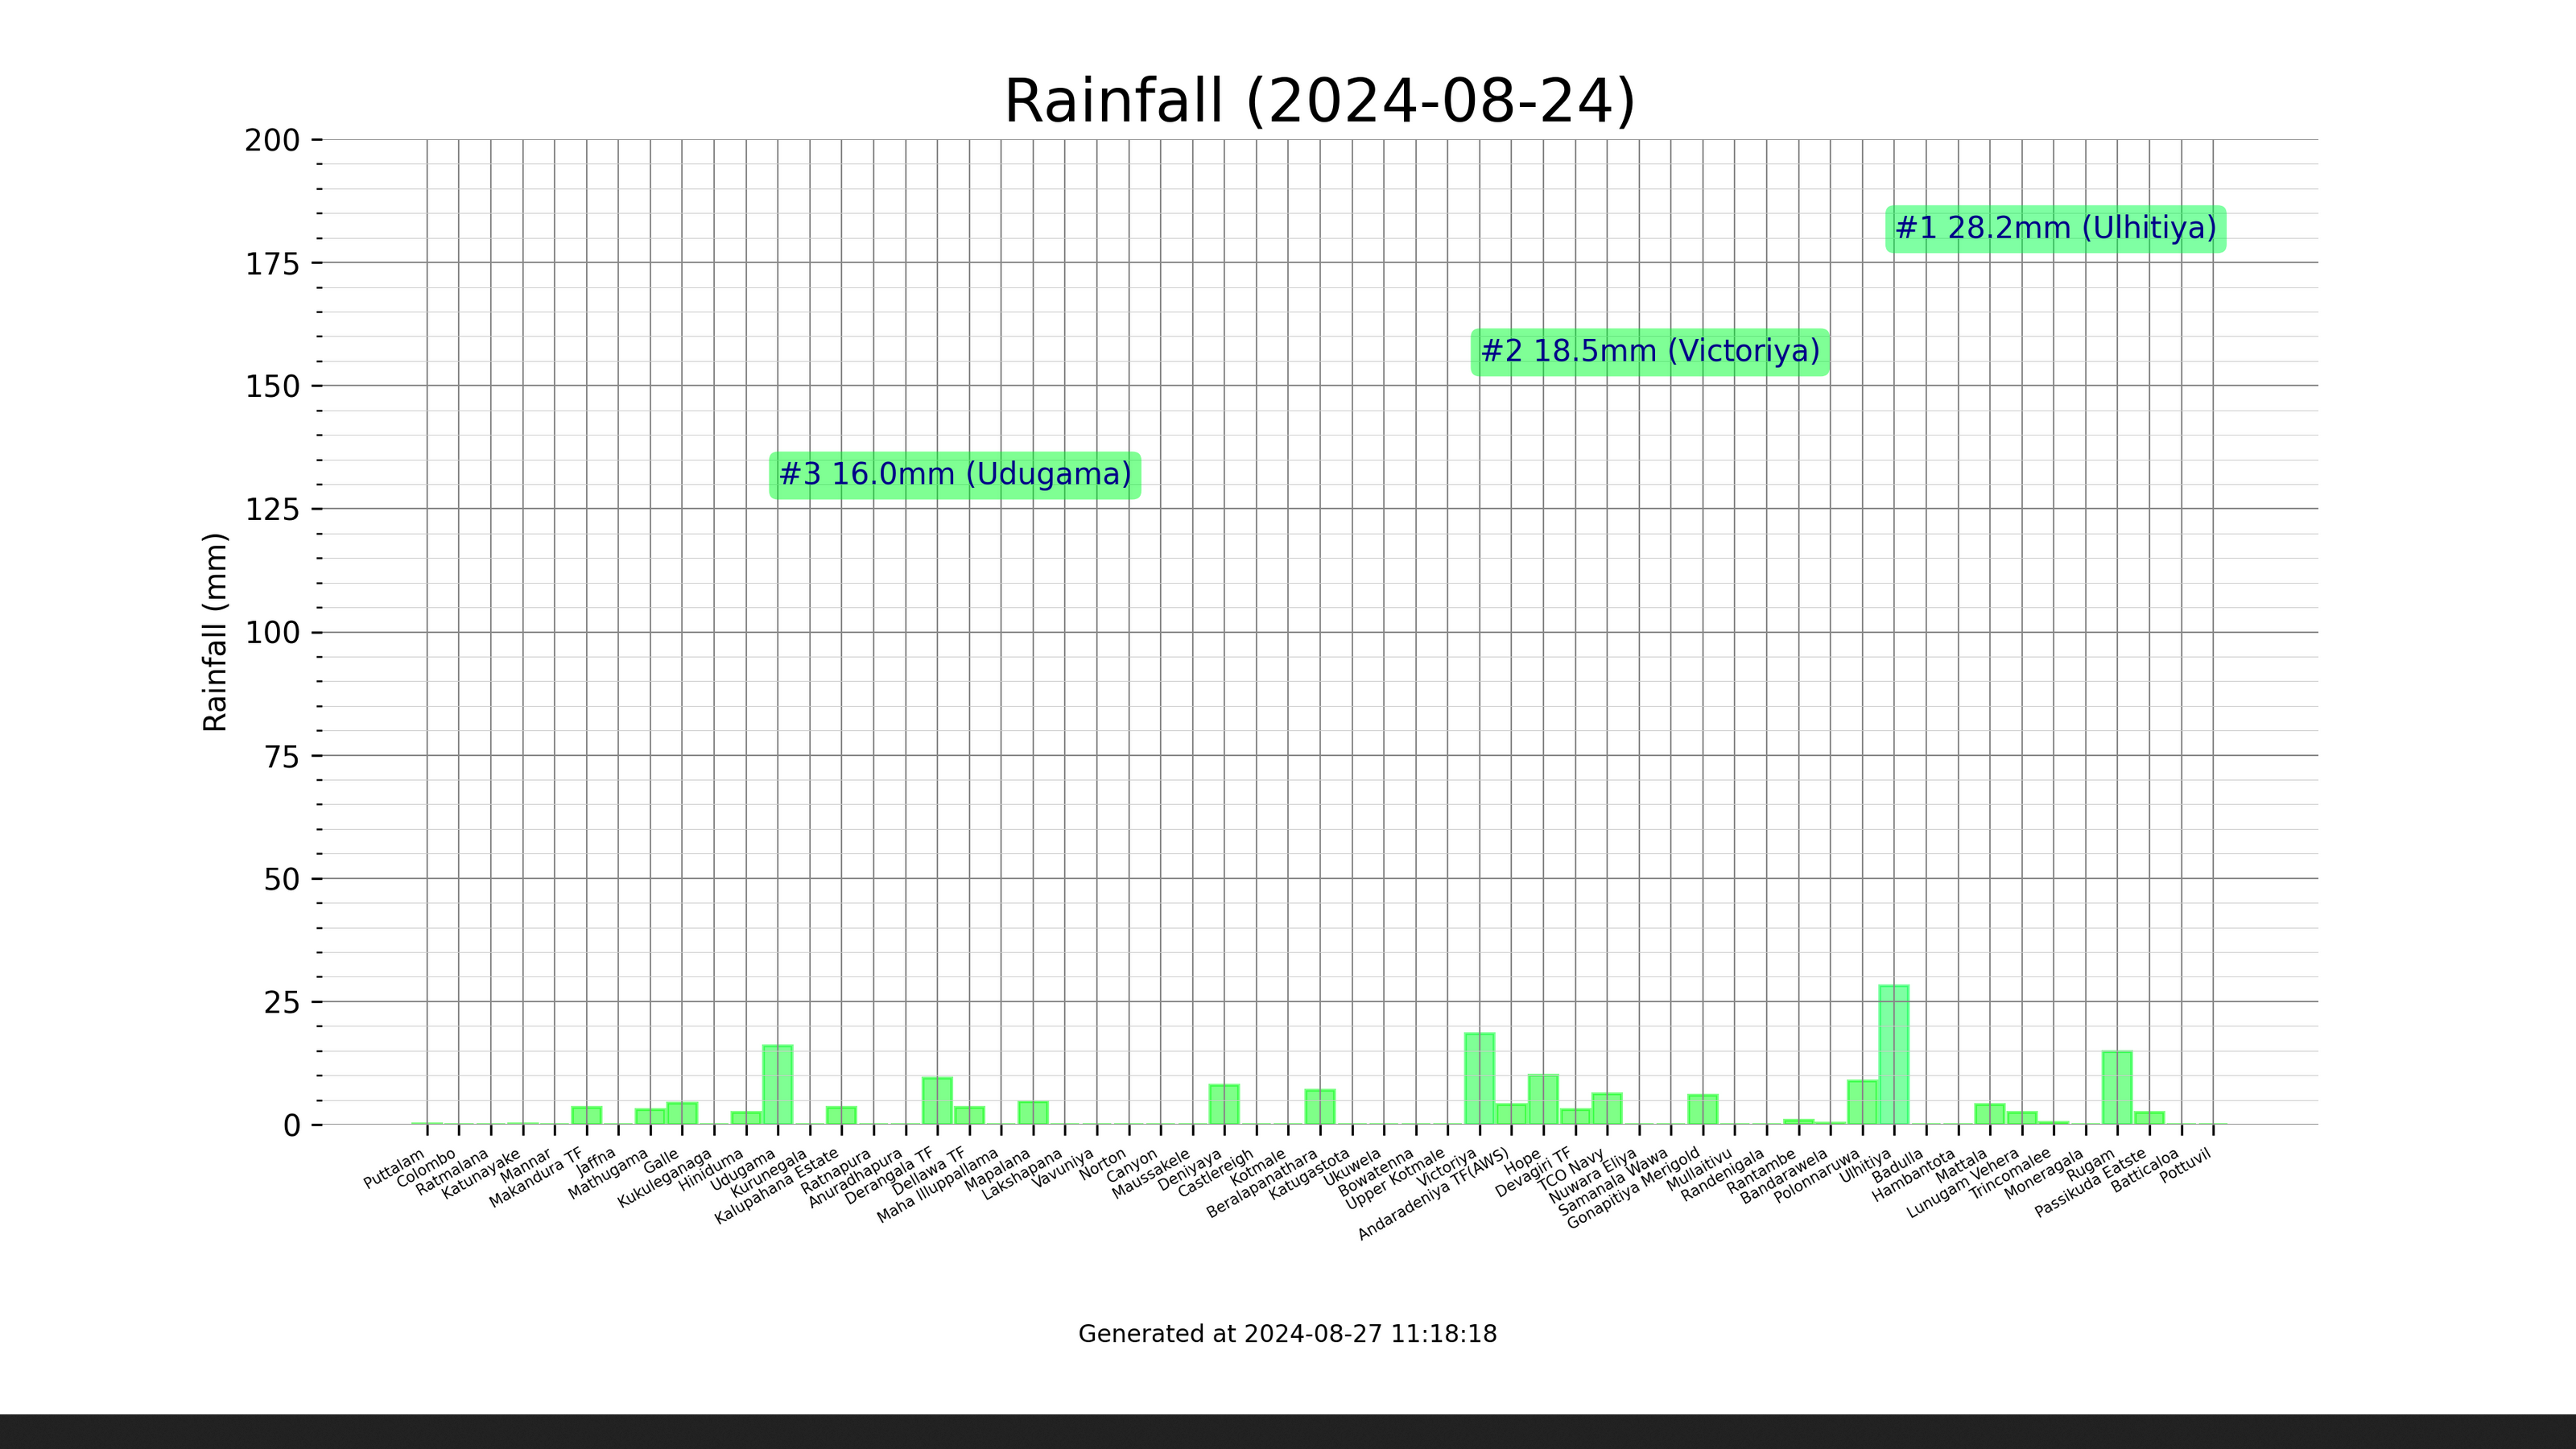 Rainfall (2024-08-24)
200
175
150
125
100
75
50
25
0
Rainfall (mm)
#1 28.2mm (Ulhitiya)
#2 18.5mm (Victoriya)
#3 16.0mm (Udugama)
Puttalam
Colombo
Ratmalana
Katunayake
Mannar
Makandura TF
Jaffna
Mathugama
Galle
Kukuleganaga
Hiniduma
Udugama
Kurunegala
Kalupahana Estate
Ratnapura
Anuradhapura
Derangala TF
Dellawa TF
Maha Illuppallama
Mapalana
Lakshapana
Vavuniya
Norton
Canyon
Maussakele
Deniyaya
Castlereigh
Kotmale
Beralapanathara
Katugastota
Ukuwela
Bowatenna
Upper Kotmale
Victoriya
Andaradeniya TF(AWS)
Hope
Devagiri TF
TCO Navy
Nuwara Eliya
Samanala Wawa
Gonapitiya Merigold
Mullaitivu
Randenigala
Rantambe
Bandarawela
Polonnaruwa
Ulhitiya
Badulla
Hambantota
Mattala
Lunugam Vehera
Trincomalee
Moneragala
Rugam
Passikuda Eatste
Batticaloa
Pottuvil
Generated at 2024-08-27 11:18:18